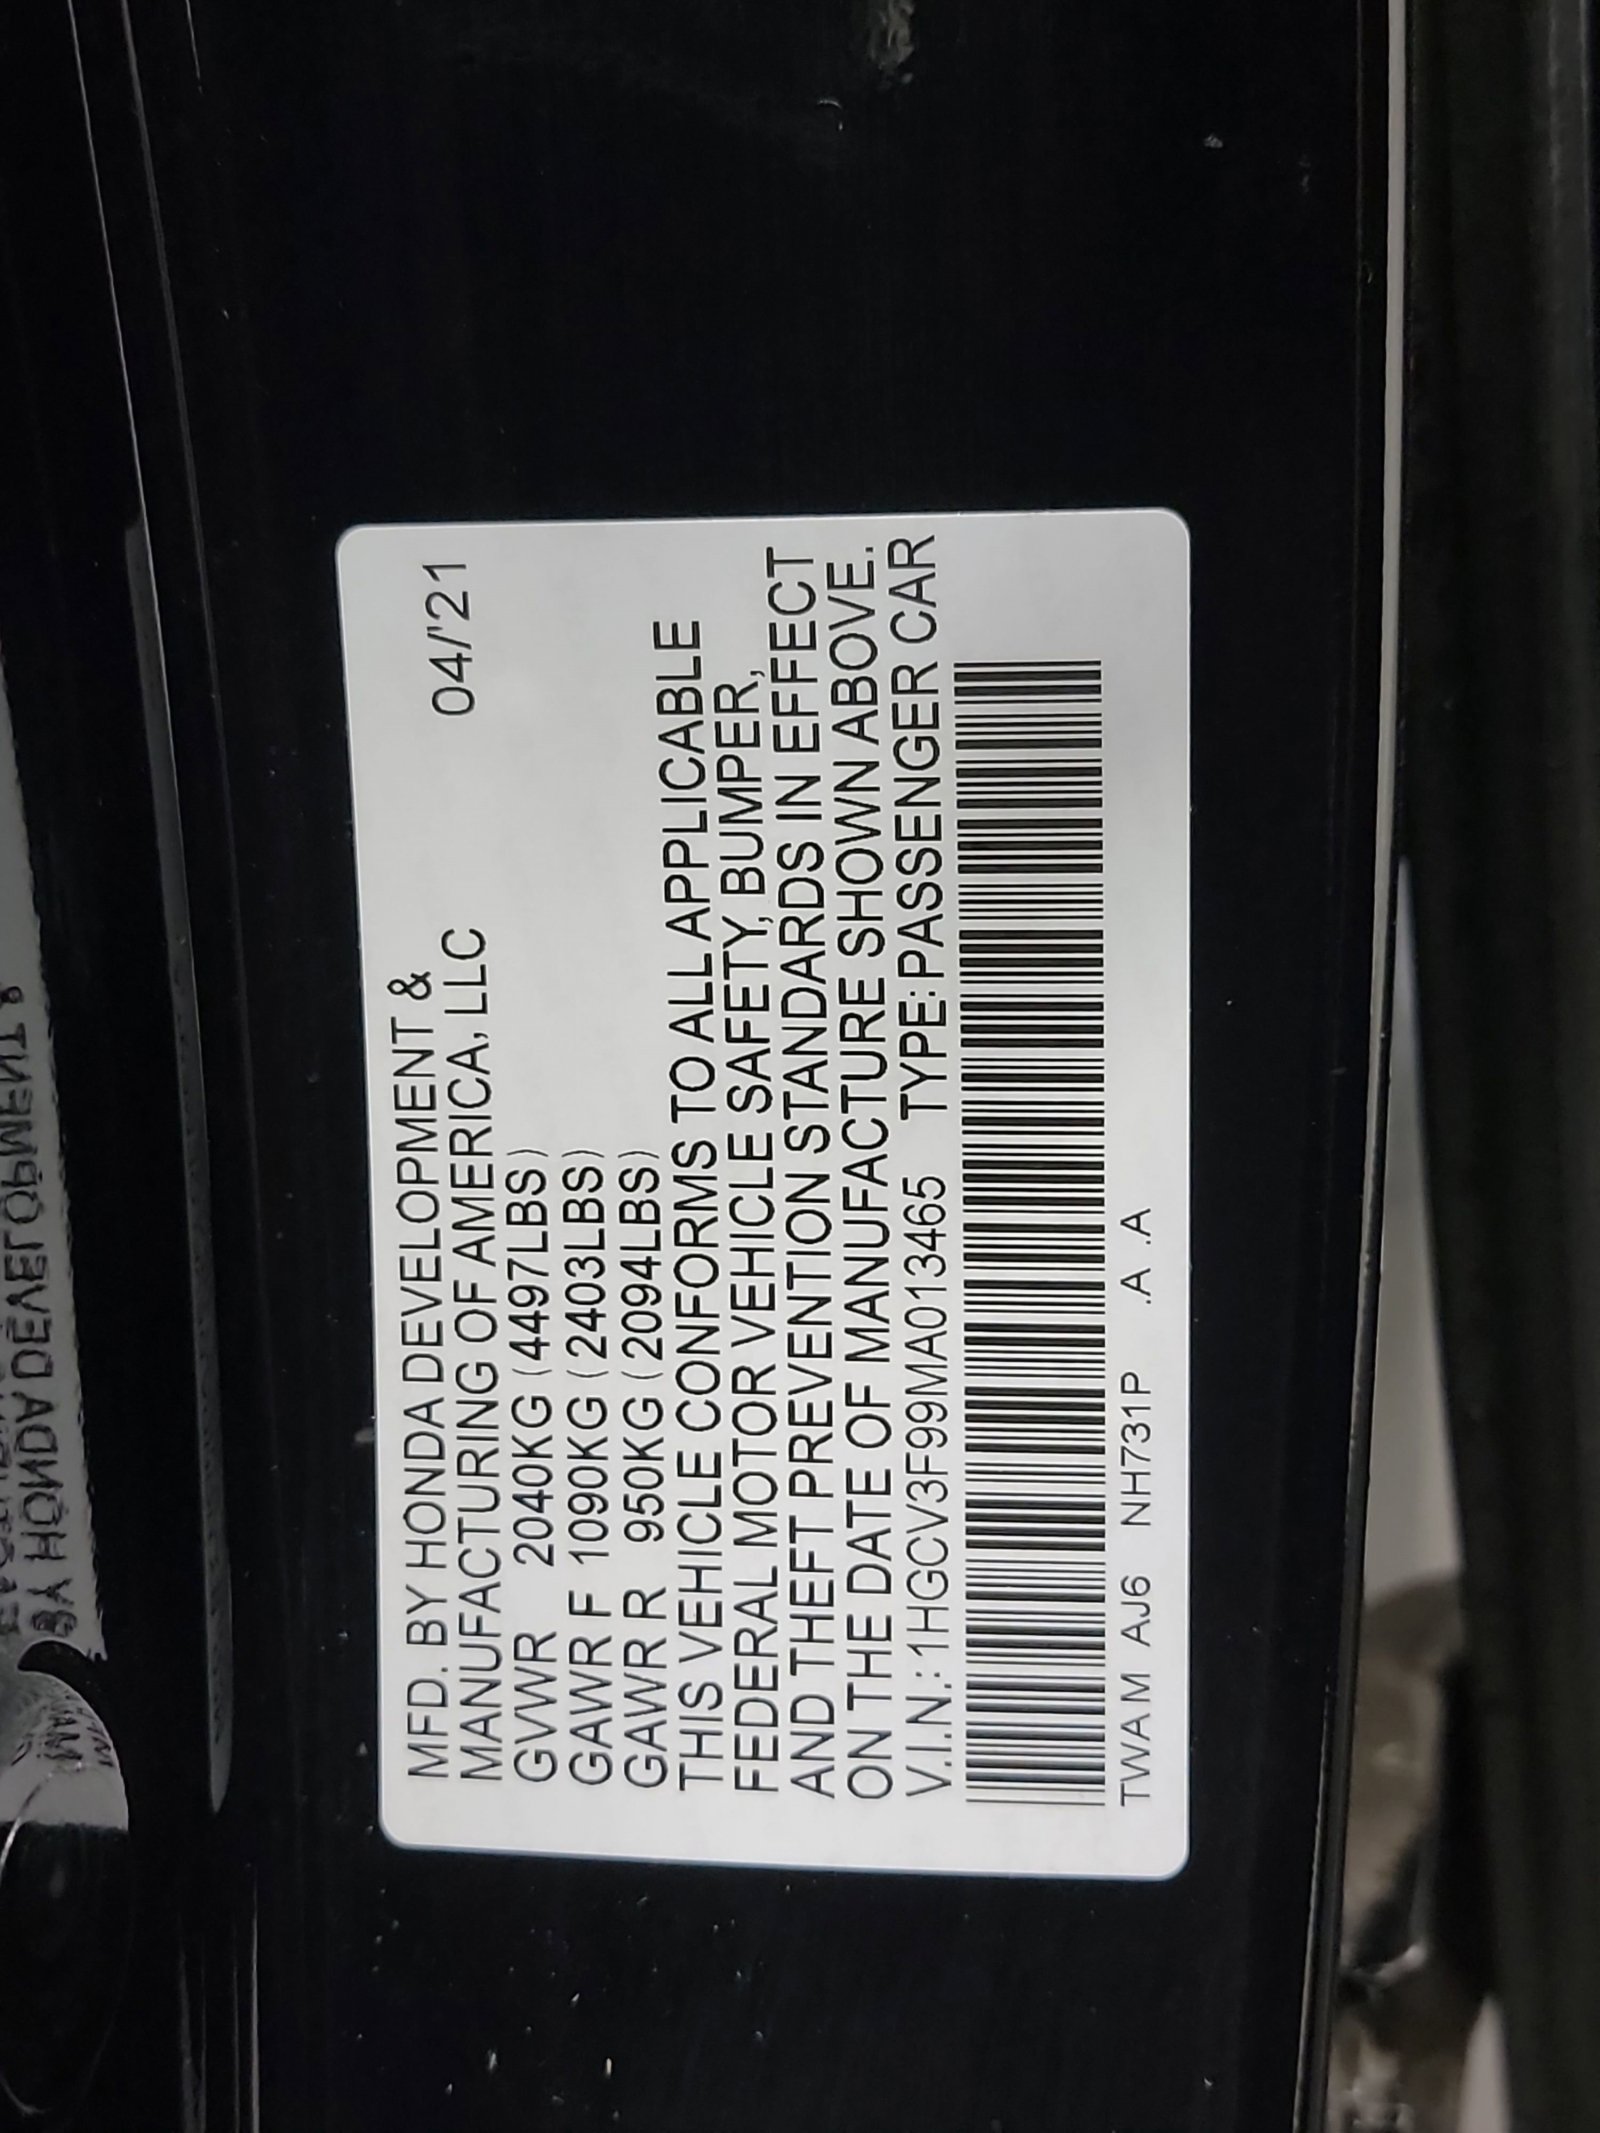 MFD. BY HONDA DEVELOPMENT &
MANUFACTURING OF AMERICA, LLC 04/'21
GVWR 2040KG (4497LBS)
GAWR F 1090KG (2403LBS)
GAWR R 950KG (2094LBS)
THIS VEHICLE CONFORMS TO ALL APPLICABLE
FEDERAL MOTOR VEHICLE SAFETY, BUMPER,
AND THEFT PREVENTION STANDARDS IN EFFECT
ON THE DATE OF MANUFACTURE SHOWN ABOVE.
V.I.N.: 1HGCV3F99MA013465 TYPE: PASSENGER CAR
TWAM AJ6 NH731P .A .A